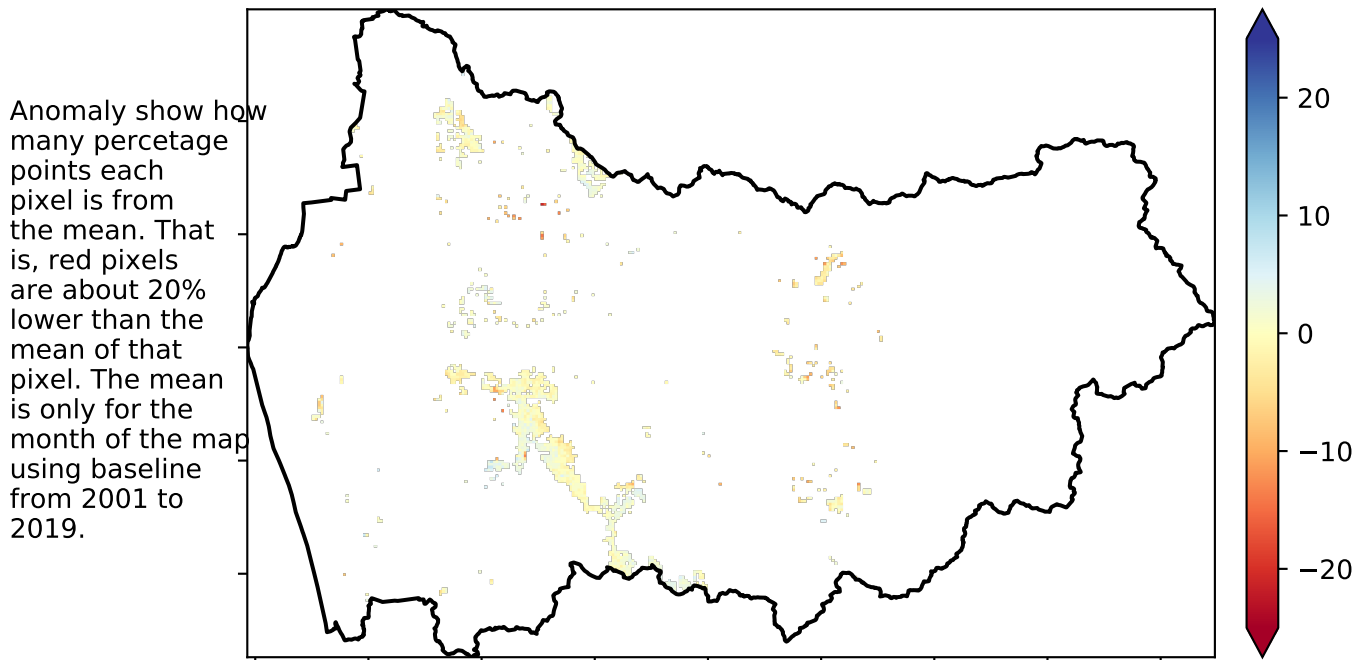 Anomaly show how
many percetage
points each
pixel is from
the mean. That
is, red pixels
are about 20%
lower than the
mean of that
pixel. The mean
is only for the
month of the map
using baseline
from 2001 to
2019.
20
10
0
−10
−20